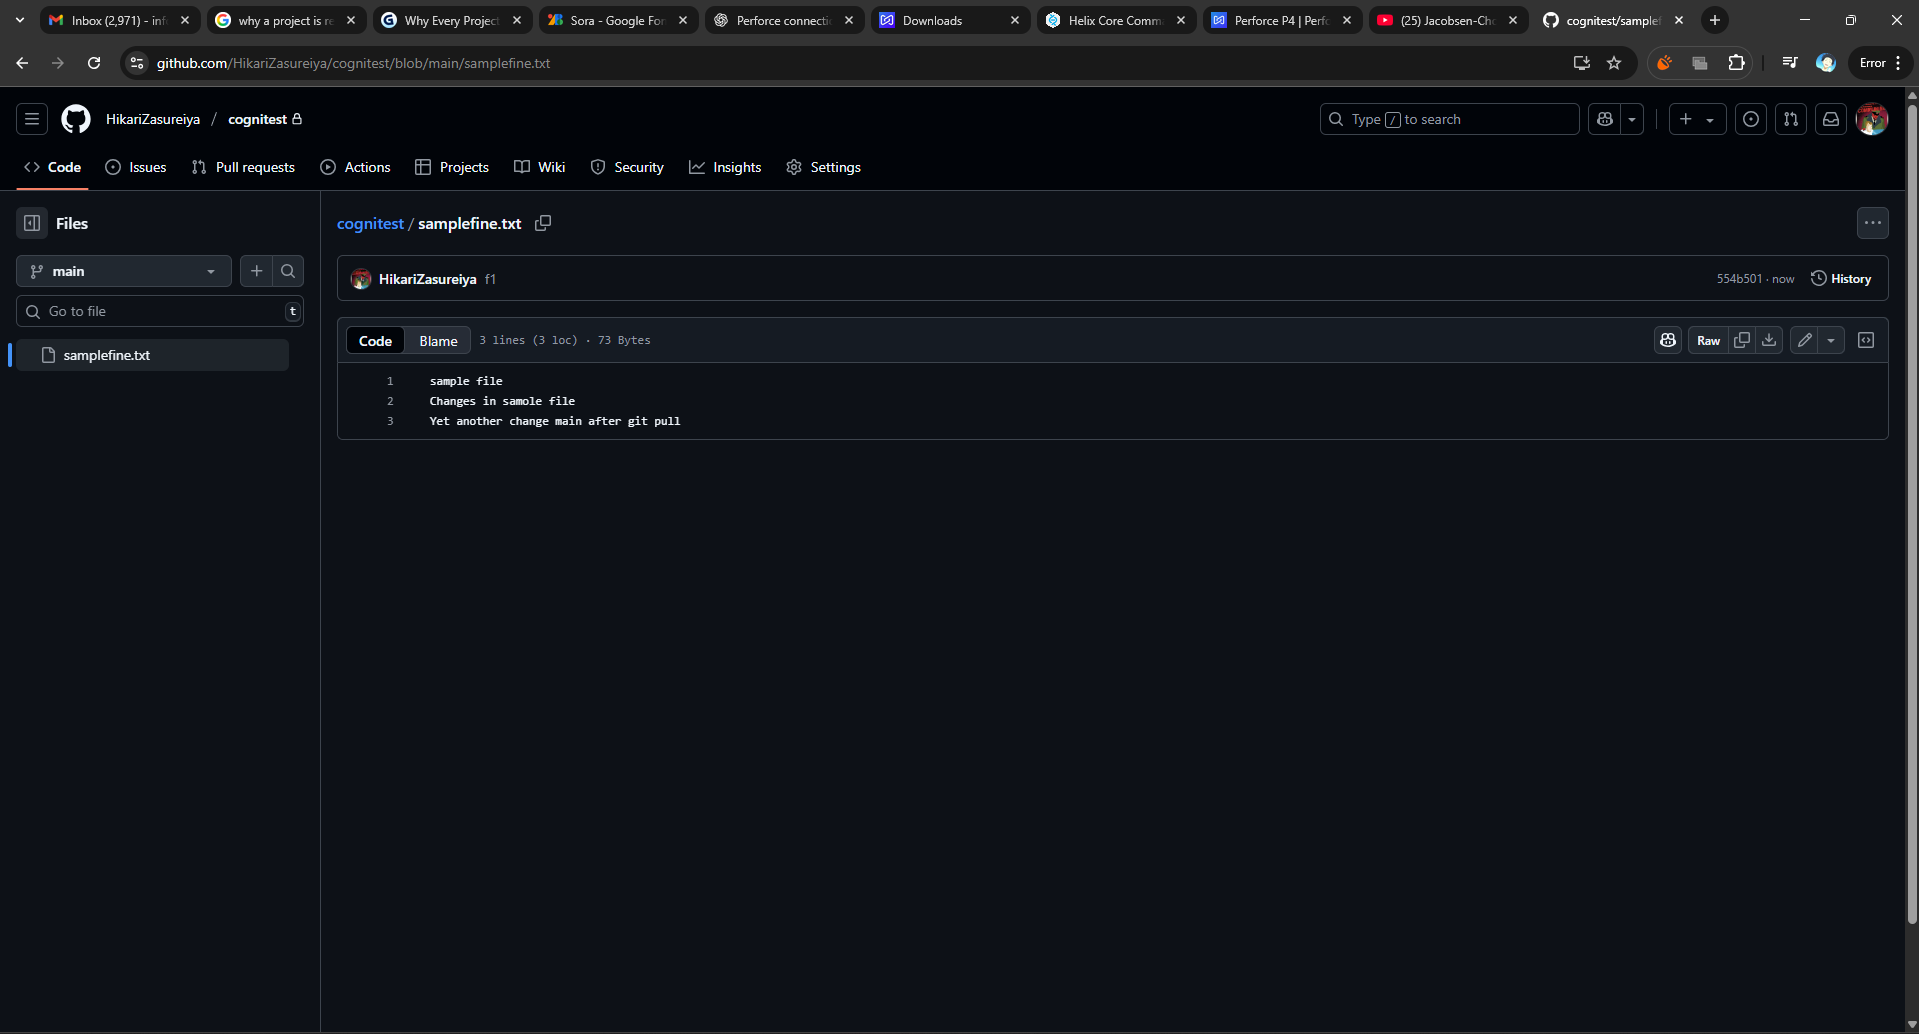 Inbox (2,971) - inf
why a project is re
Why Every Project
Sora - Google For
Perforce connecti
Downloads
Helix Core Comm
Perforce P4 | Perfo
(25) Jacobsen-Cho
cognitest/samplef
github.com/HikariZasureiya/cognitest/blob/main/samplefine.txt
Error
HikariZasureiya / cognitest
Type / to search
Code
Issues
Pull requests
Actions
Projects
Wiki
Security
Insights
Settings
Files
cognitest / samplefine.txt
main
HikariZasureiya f1
554b501 · now
History
Go to file
t
Code
Blame
3 lines (3 loc) · 73 Bytes
Raw
samplefine.txt
1 sample file
2 Changes in samole file
3 Yet another change main after git pull